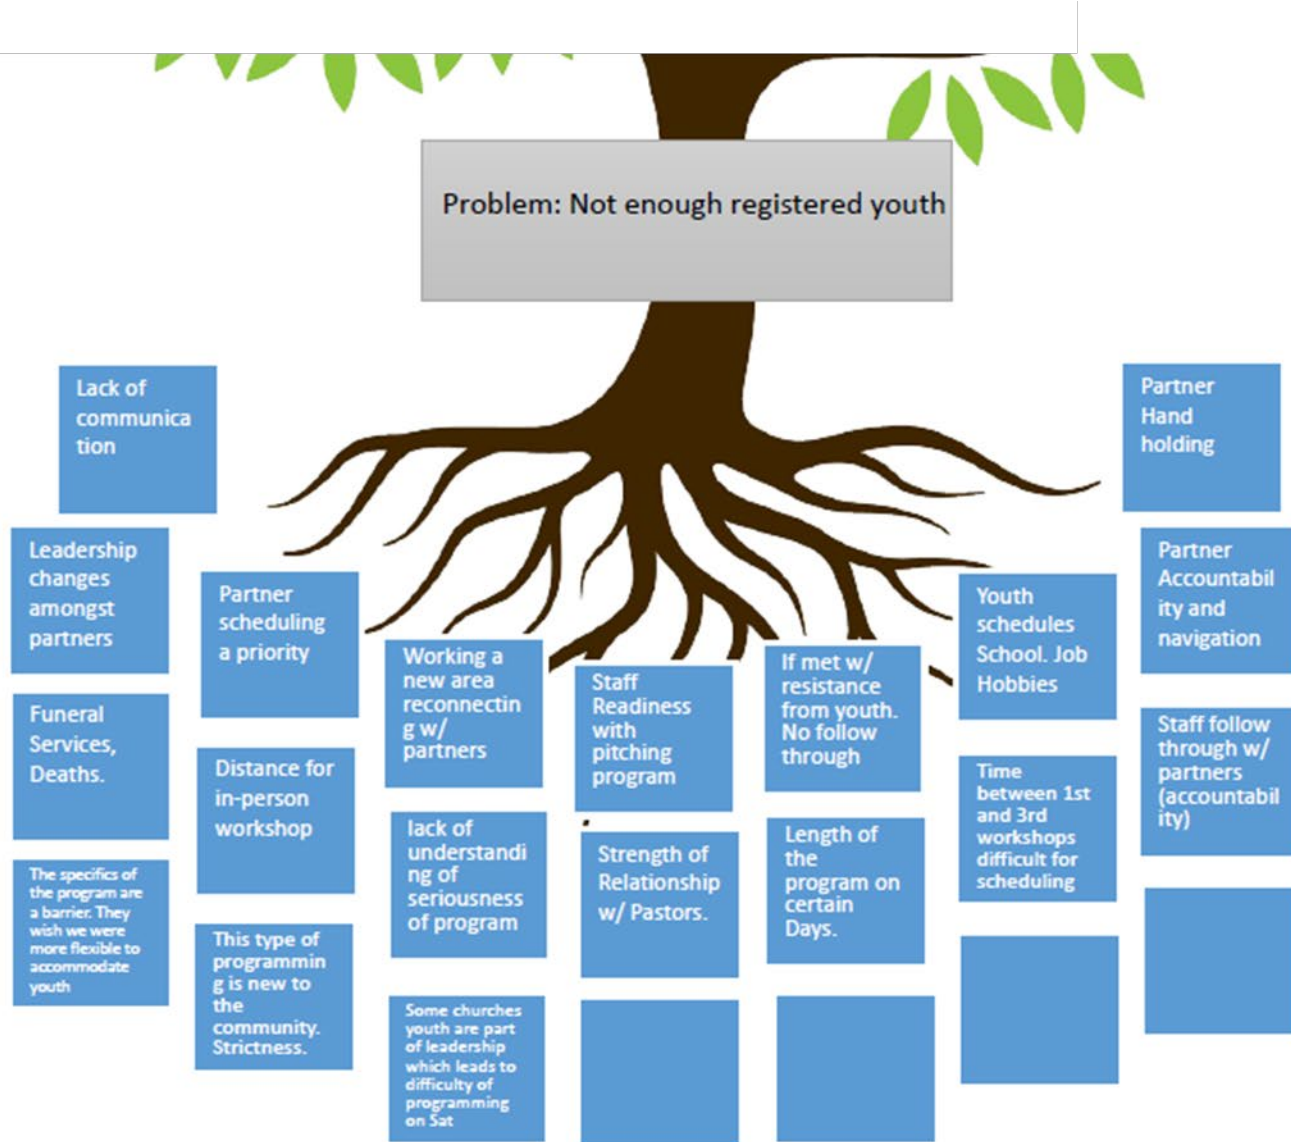 Problem: Not enough registered youth
Lack of
communica
tion
Leadership
changes
amongst
partners
Funeral
Services,
Deaths.
The specifics of
the program are
a barrier. They
wish we were
more flexible to
accommodate
youth
Partner
scheduling
a priority
Distance for
in-person
workshop
This type of
programmin
g is new to
the
community.
Strictness.
Working a
new area
reconnectin
g w/
partners
lack of
understandi
ng of
seriousness
of program
Some churches
youth are part
of leadership
which leads to
difficulty of
programming
on Sat
Staff
Readiness
with
pitching
program
Strength of
Relationship
w/ Pastors.
If met w/
resistance
from youth.
No follow
through
Length of
the
program on
certain
Days.
Youth
schedules
School. Job
Hobbies
Time
between 1st
and 3rd
workshops
difficult for
scheduling
Partner
Hand
holding
Partner
Accountabil
ity and
navigation
Staff follow
through w/
partners
(accountabil
ity)